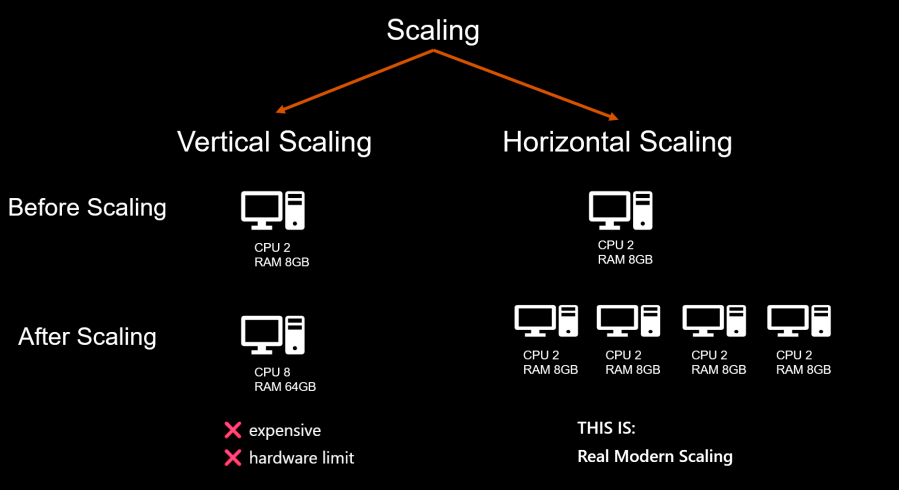 Scaling
Vertical Scaling
Horizontal Scaling
Before Scaling
CPU 2
RAM 8GB
CPU 2
RAM 8GB
After Scaling
CPU 8
RAM 64GB
CPU 2
RAM 8GB
CPU 2
RAM 8GB
CPU 2
RAM 8GB
CPU 2
RAM 8GB
❌ expensive
❌ hardware limit
THIS IS:
Real Modern Scaling